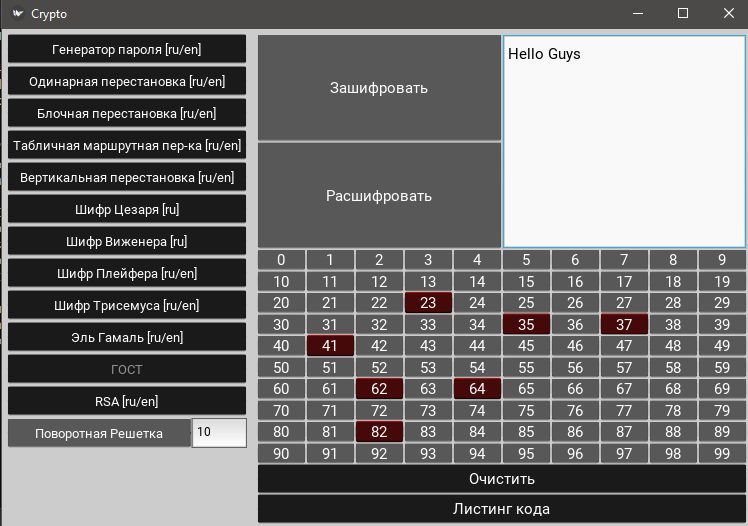 Crypto
Генератор пароля [ru/en]
Одинарная перестановка [ru/en]
Блочная перестановка [ru/en]
Табличная маршрутная пер-ка [ru/en]
Вертикальная перестановка [ru/en]
Шифр Цезаря [ru]
Шифр Виженера [ru]
Шифр Плейфера [ru/en]
Шифр Трисемуса [ru/en]
Эль Гамаль [ru/en]
ГОСТ
RSA [ru/en]
Поворотная Решетка 10
Зашифровать
Расшифровать
Hello Guys
0 1 2 3 4 5 6 7 8 9
10 11 12 13 14 15 16 17 18 19
20 21 22 23 24 25 26 27 28 29
30 31 32 33 34 35 36 37 38 39
40 41 42 43 44 45 46 47 48 49
50 51 52 53 54 55 56 57 58 59
60 61 62 63 64 65 66 67 68 69
70 71 72 73 74 75 76 77 78 79
80 81 82 83 84 85 86 87 88 89
90 91 92 93 94 95 96 97 98 99
Очистить
Листинг кода